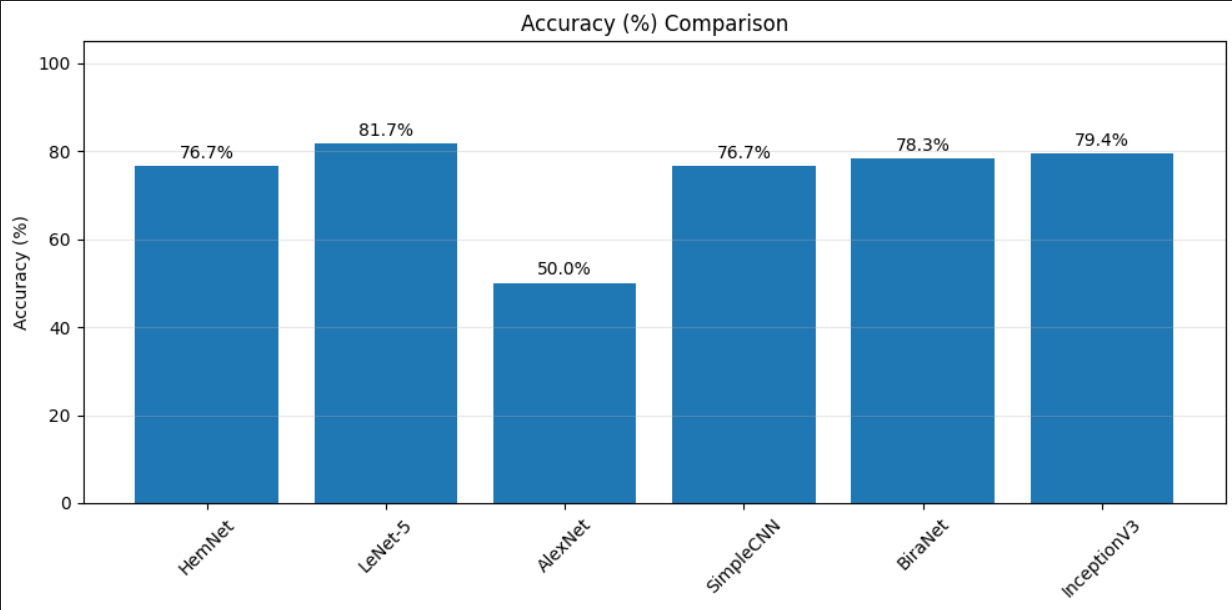 Accuracy (%) Comparison
Accuracy (%)
100
80
60
40
20
0
76.7%
81.7%
50.0%
76.7%
78.3%
79.4%
HemNet
LeNet-5
AlexNet
SimpleCNN
BiraNet
InceptionV3